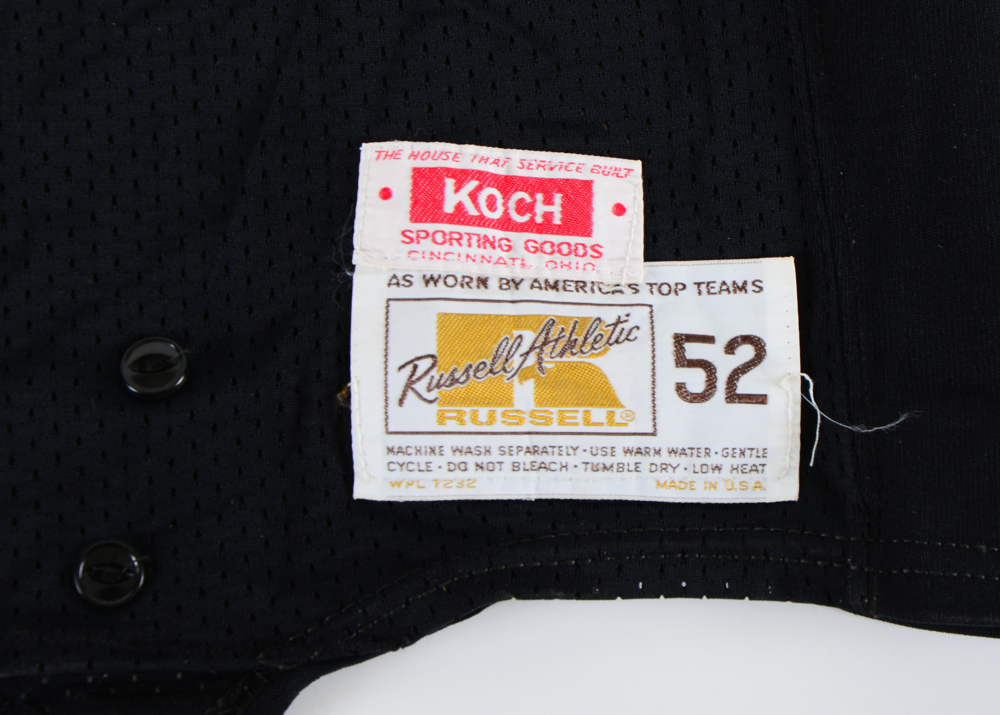 THE HOUSE THAT SERVICE BUILT
KOCH
SPORTING GOODS
CINCINNATI, OHIO
AS WORN BY AMERICA'S TOP TEAMS
Russell Athletic
RUSSELL®
52
MACHINE WASH SEPARATELY · USE WARM WATER · GENTLE
CYCLE · DO NOT BLEACH · TUMBLE DRY · LOW HEAT
WPL 7232
MADE IN U.S.A.